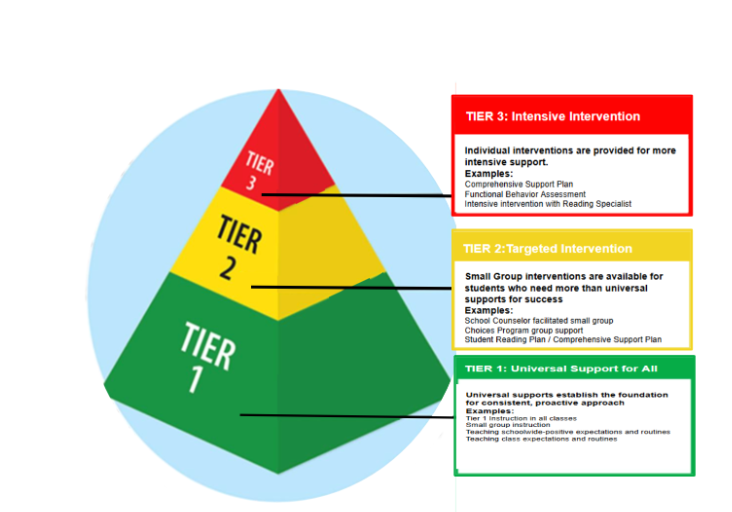 TIER 3: Intensive Intervention
Individual interventions are provided for more
intensive support.
Examples:
Comprehensive Support Plan
Functional Behavior Assessment
Intensive intervention with Reading Specialist
TIER
3
TIER
2
TIER 2:Targeted Intervention
Small Group interventions are available for
students who need more than universal
supports for success
Examples:
School Counselor facilitated small group
Choices Program group support
Student Reading Plan / Comprehensive Support Plan
TIER
1
TIER 1: Universal Support for All
Universal supports establish the foundation
for consistent, proactive approach
Examples:
Tier 1 Instruction in all classes
Small group instruction
Teaching schoolwide-positive expectations and routines
Teaching class expectations and routines